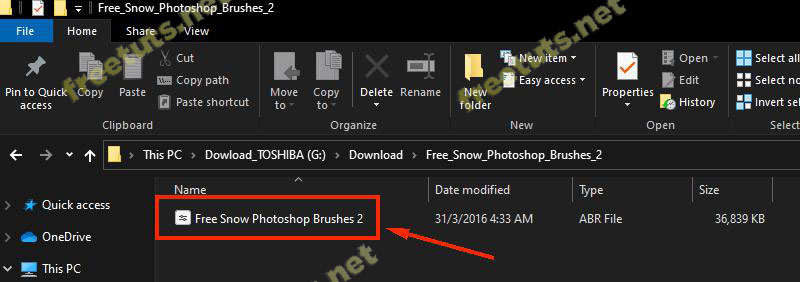 Free_Snow_Photoshop_Brushes_2
File Home Share View
Pin to Quick access
Copy
Paste
Cut
Copy path
Paste shortcut
Clipboard
Move to
Copy to
Delete
Rename
Organize
New folder
New item
Easy access
New
Properties
Open
Edit
History
Open
Select all
Select no
Invert sel
Select
This PC > Dowload_TOSHIBA (G:) > Download > Free_Snow_Photoshop_Brushes_2
Name Date modified Type Size
Quick access
Free Snow Photoshop Brushes 2 31/3/2016 4:33 AM ABR File 36,839 KB
OneDrive
This PC
freetuts.net
freetuts.net
.net